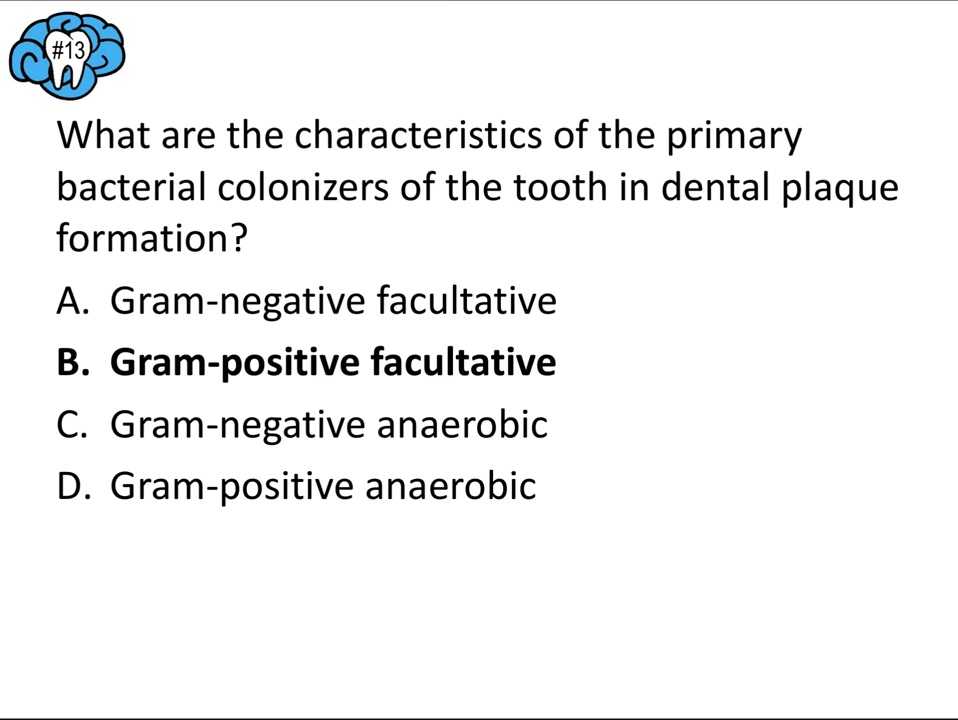 #13
What are the characteristics of the primary
bacterial colonizers of the tooth in dental plaque
formation?
A. Gram-negative facultative
B. Gram-positive facultative
C. Gram-negative anaerobic
D. Gram-positive anaerobic